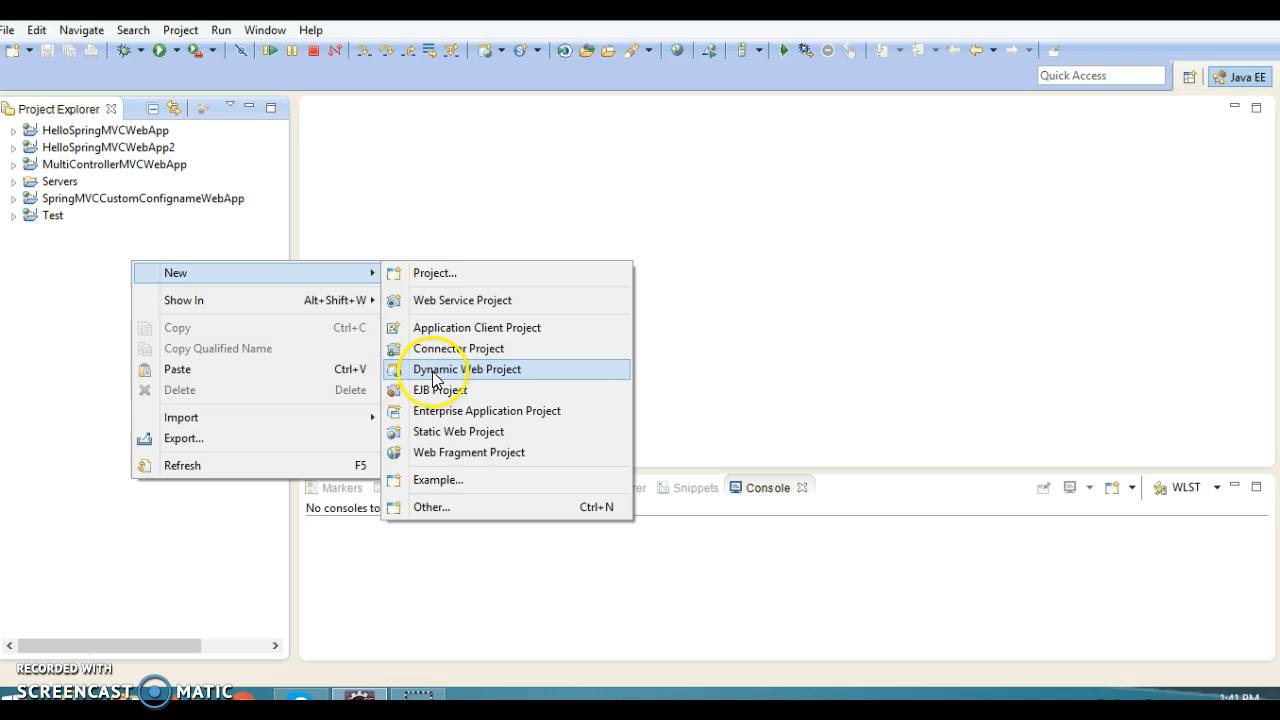 File Edit Navigate Search Project Run Window Help
Quick Access
Java EE
Project Explorer
HelloSpringMVCWebApp
HelloSpringMVCWebApp2
MultiControllerMVCWebApp
Servers
SpringMVCCustomConfignameWebApp
Test
New
Show In Alt+Shift+W
Copy Ctrl+C
Copy Qualified Name
Paste Ctrl+V
Delete Delete
Import
Export...
Refresh F5
Project...
Web Service Project
Application Client Project
Connector Project
Dynamic Web Project
EJB Project
Enterprise Application Project
Static Web Project
Web Fragment Project
Example...
Other... Ctrl+N
Markers
Snippets
Console
WLST
No consoles to
RECORDED WITH
SCREENCAST MATIC
1:41 PM